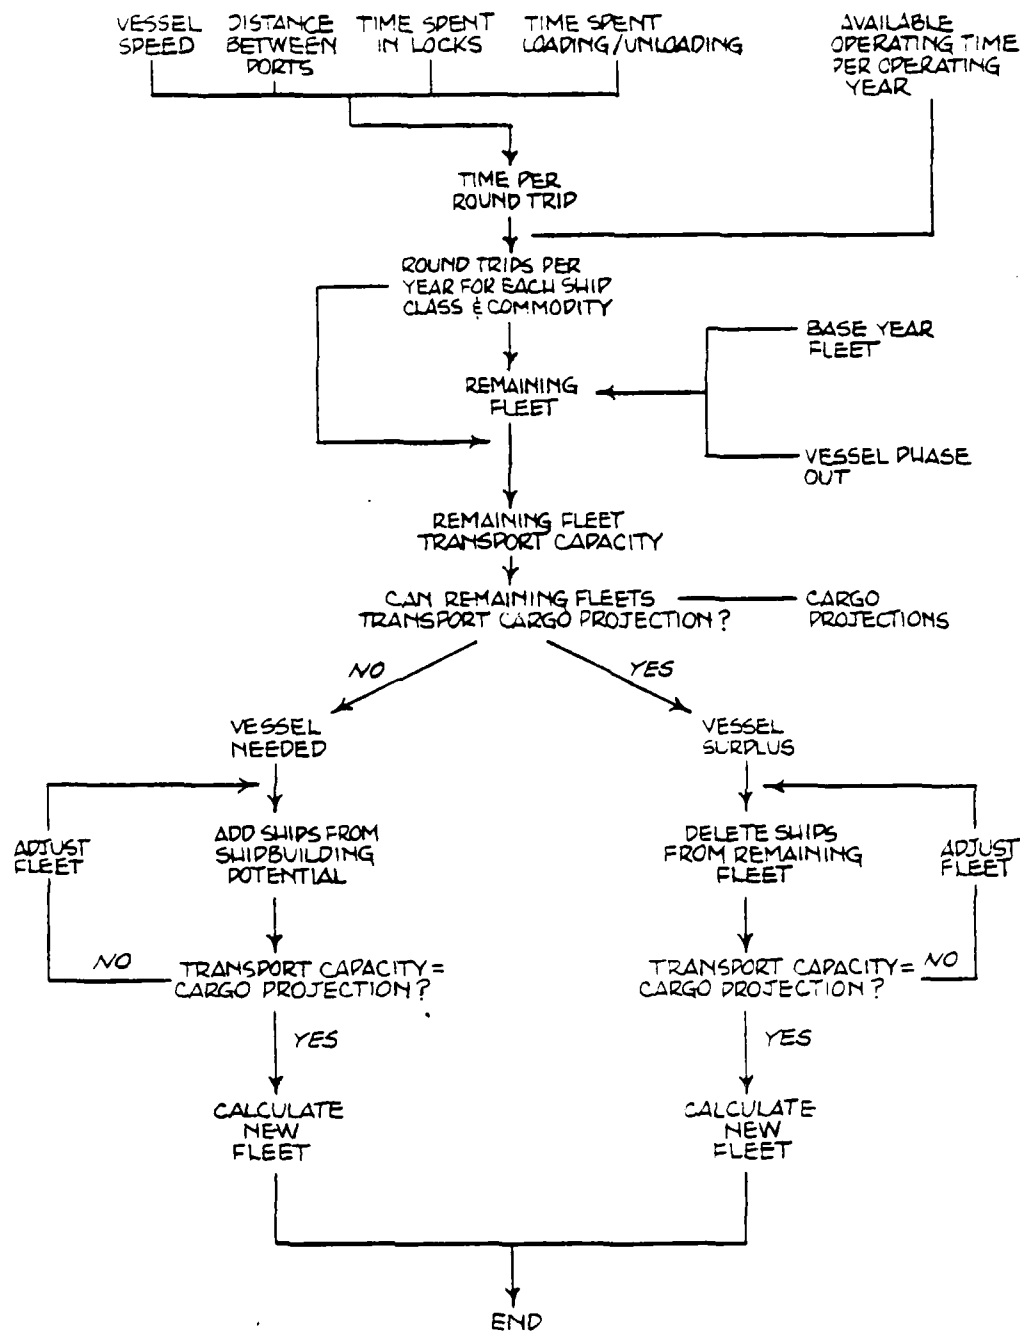 VESSEL
SPEED
DISTANCE
BETWEEN
PORTS
TIME SPENT
IN LOCKS
TIME SPENT
LOADING/UNLOADING
AVAILABLE
OPERATING TIME
PER OPERATING
YEAR
TIME PER
ROUND TRIP
ROUND TRIPS PER
YEAR FOR EACH SHIP
CLASS & COMMODITY
BASE YEAR
FLEET
REMAINING
FLEET
VESSEL PHASE
OUT
REMAINING FLEET
TRANSPORT CAPACITY
CAN REMAINING FLEETS
TRANSPORT CARGO PROJECTION?
CARGO
PROJECTIONS
NO
YES
VESSEL
NEEDED
VESSEL
SURPLUS
ADJUST
FLEET
ADD SHIPS FROM
SHIPBUILDING
POTENTIAL
DELETE SHIPS
FROM REMAINING
FLEET
ADJUST
FLEET
NO
TRANSPORT CAPACITY =
CARGO PROJECTION?
TRANSPORT CAPACITY =
CARGO PROJECTION?
NO
YES
YES
CALCULATE
NEW
FLEET
CALCULATE
NEW
FLEET
END